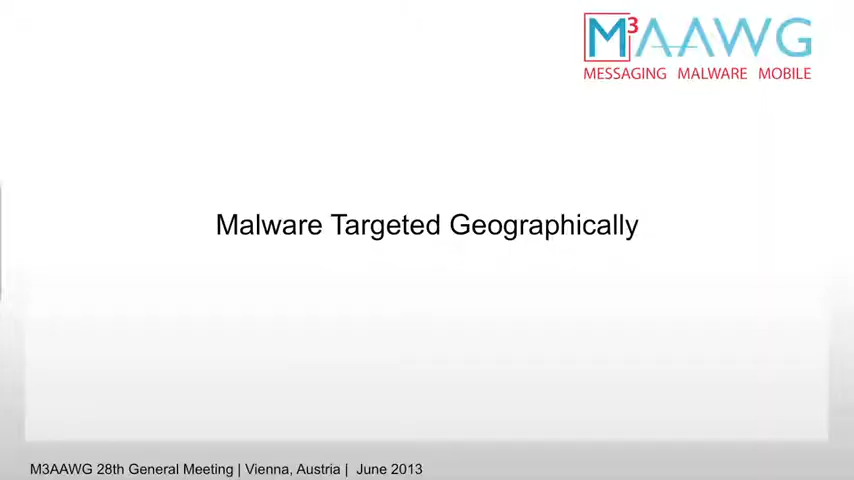 M3AAWG
MESSAGING MALWARE MOBILE
Malware Targeted Geographically
M3AAWG 28th General Meeting | Vienna, Austria | June 2013